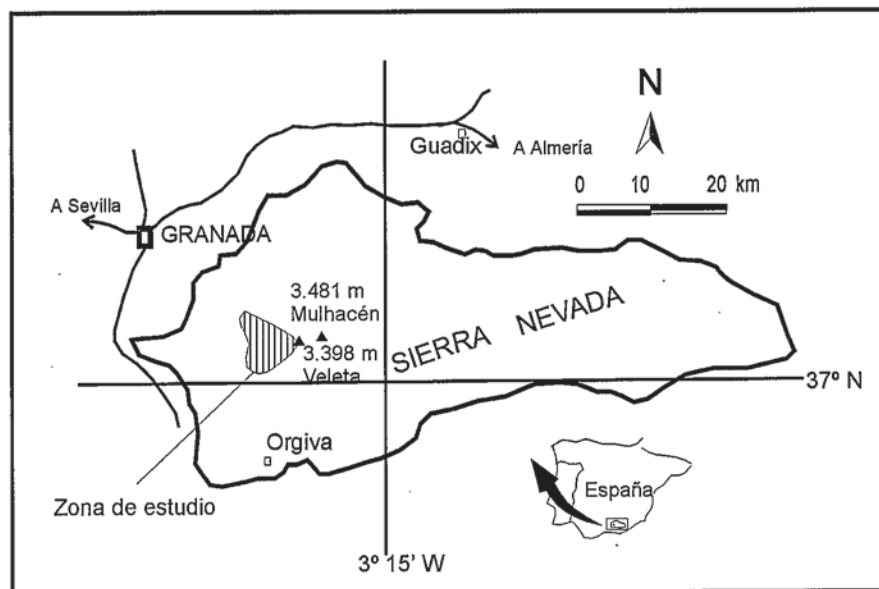 N
Guadix
A Almería
0 10 20 km
A Sevilla
GRANADA
3.481 m
Mulhacén
3.398 m
Veleta
SIERRA NEVADA
37º N
Orgiva
España
Zona de estudio
3º 15' W